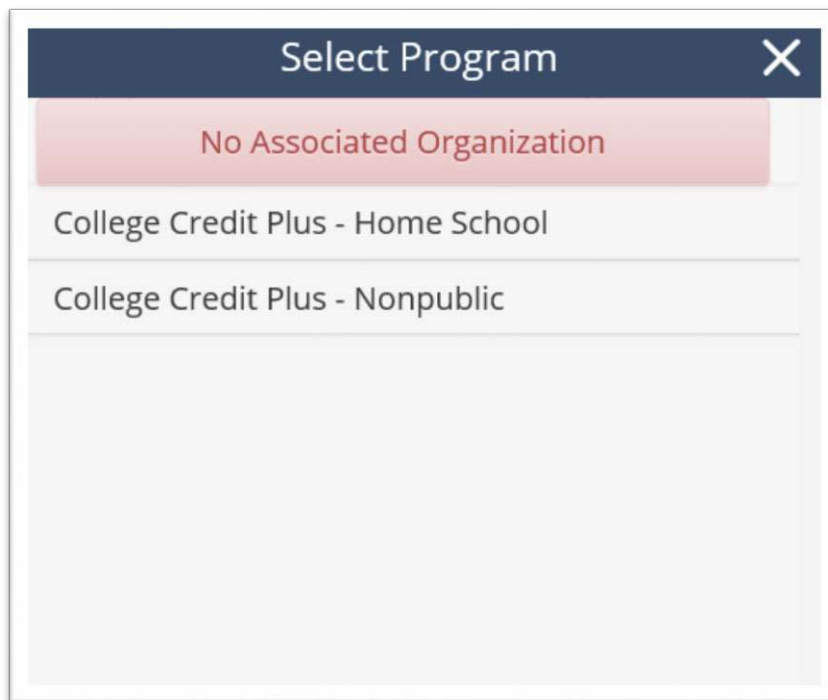 Select Program
No Associated Organization
College Credit Plus - Home School
College Credit Plus - Nonpublic